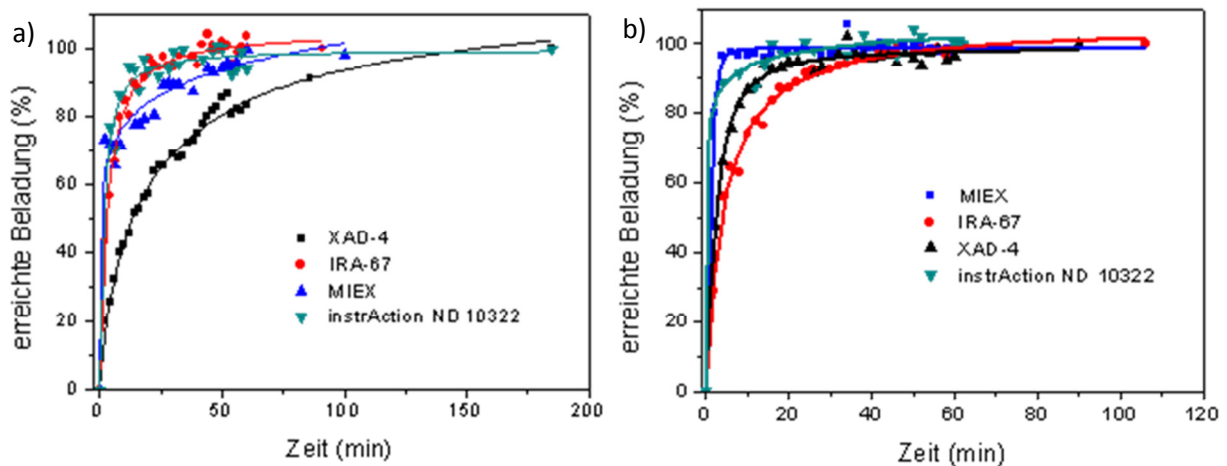 a)
erreichte Beladung (%)
100
80
60
40
20
0
XAD-4
IRA-67
MIEX
instrAction ND 10322
0
50
100
150
200
Zeit (min)
b)
erreichte Beladung (%)
100
80
60
40
20
0
MIEX
IRA-67
XAD-4
instrAction ND 10322
0
20
40
60
80
100
120
Zeit (min)